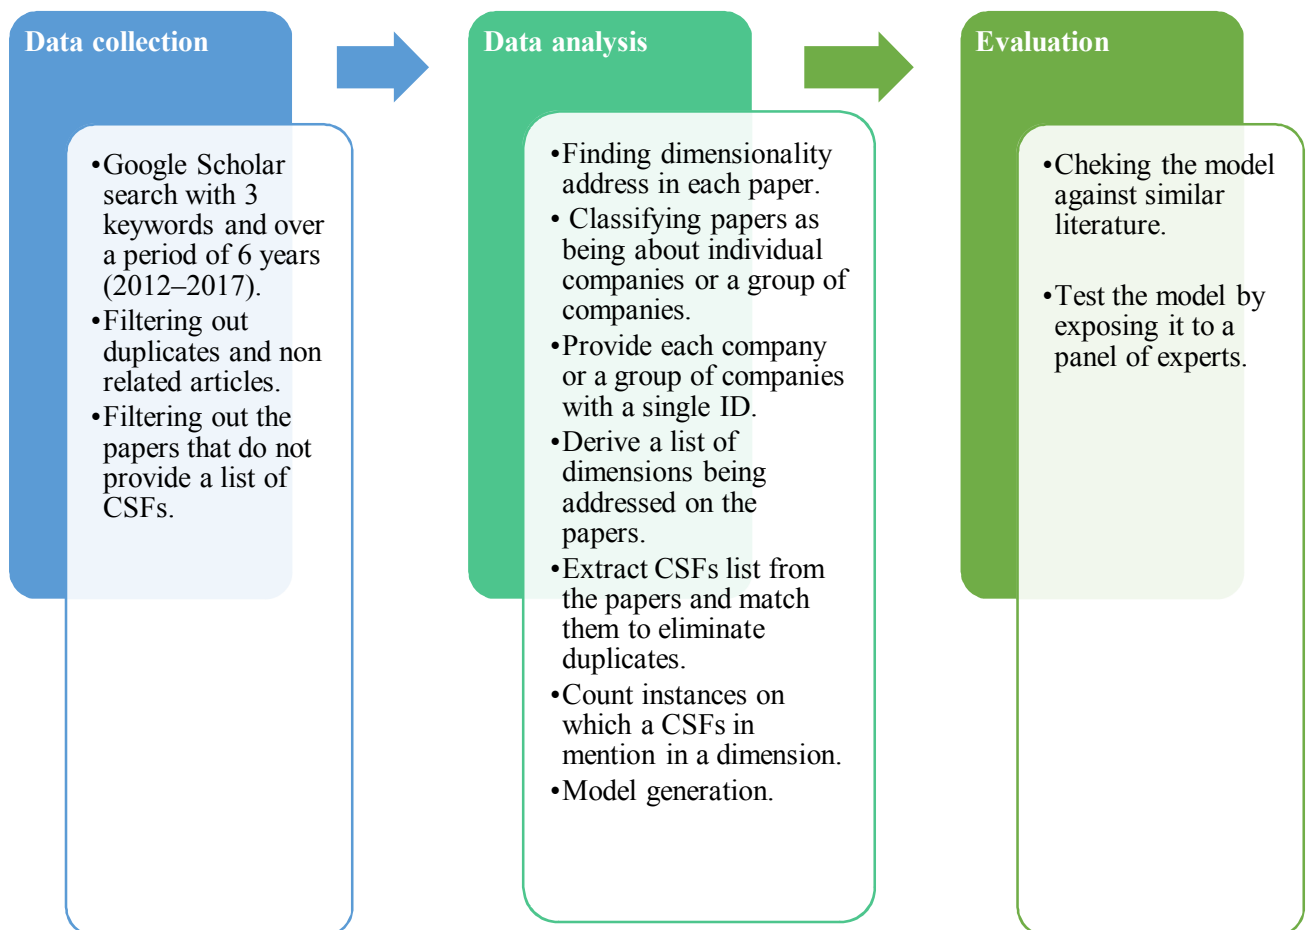 Data collection
•Google Scholar
search with 3
keywords and over
a period of 6 years
(2012–2017).
•Filtering out
duplicates and non
related articles.
•Filtering out the
papers that do not
provide a list of
CSFs.
Data analysis
•Finding dimensionality
address in each paper.
• Classifying papers as
being about individual
companies or a group of
companies.
•Provide each company
or a group of companies
with a single ID.
•Derive a list of
dimensions being
addressed on the
papers.
•Extract CSFs list from
the papers and match
them to eliminate
duplicates.
•Count instances on
which a CSFs in
mention in a dimension.
•Model generation.
Evaluation
•Cheking the model
against similar
literature.
•Test the model by
exposing it to a
panel of experts.